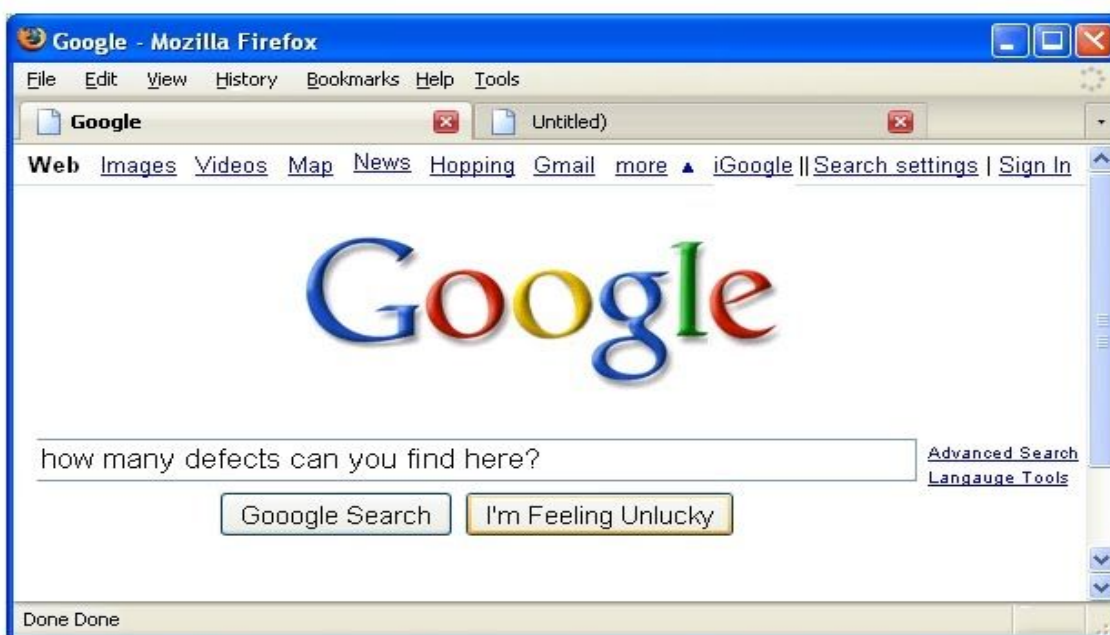 Google - Mozilla Firefox
File Edit View History Bookmarks Help Tools
Google Untitled)
Web Images Videos Map News Hopping Gmail more ▲ iGoogle || Search settings | Sign In
Google
how many defects can you find here?
Advanced Search
Langauge Tools
Gooogle Search I'm Feeling Unlucky
Done Done